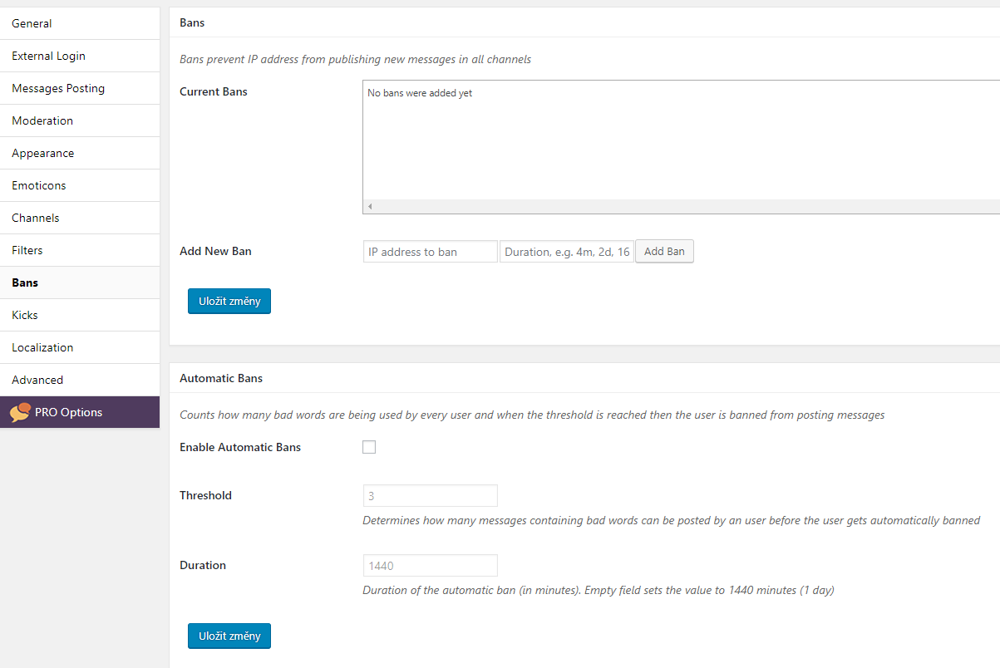 General
External Login
Messages Posting
Moderation
Appearance
Emoticons
Channels
Filters
Bans
Kicks
Localization
Advanced
PRO Options
Bans
Bans prevent IP address from publishing new messages in all channels
Current Bans
No bans were added yet
Add New Ban
IP address to ban
Duration, e.g. 4m, 2d, 16
Add Ban
Uložit změny
Automatic Bans
Counts how many bad words are being used by every user and when the threshold is reached then the user is banned from posting messages
Enable Automatic Bans
Threshold
3
Determines how many messages containing bad words can be posted by an user before the user gets automatically banned
Duration
1440
Duration of the automatic ban (in minutes). Empty field sets the value to 1440 minutes (1 day)
Uložit změny